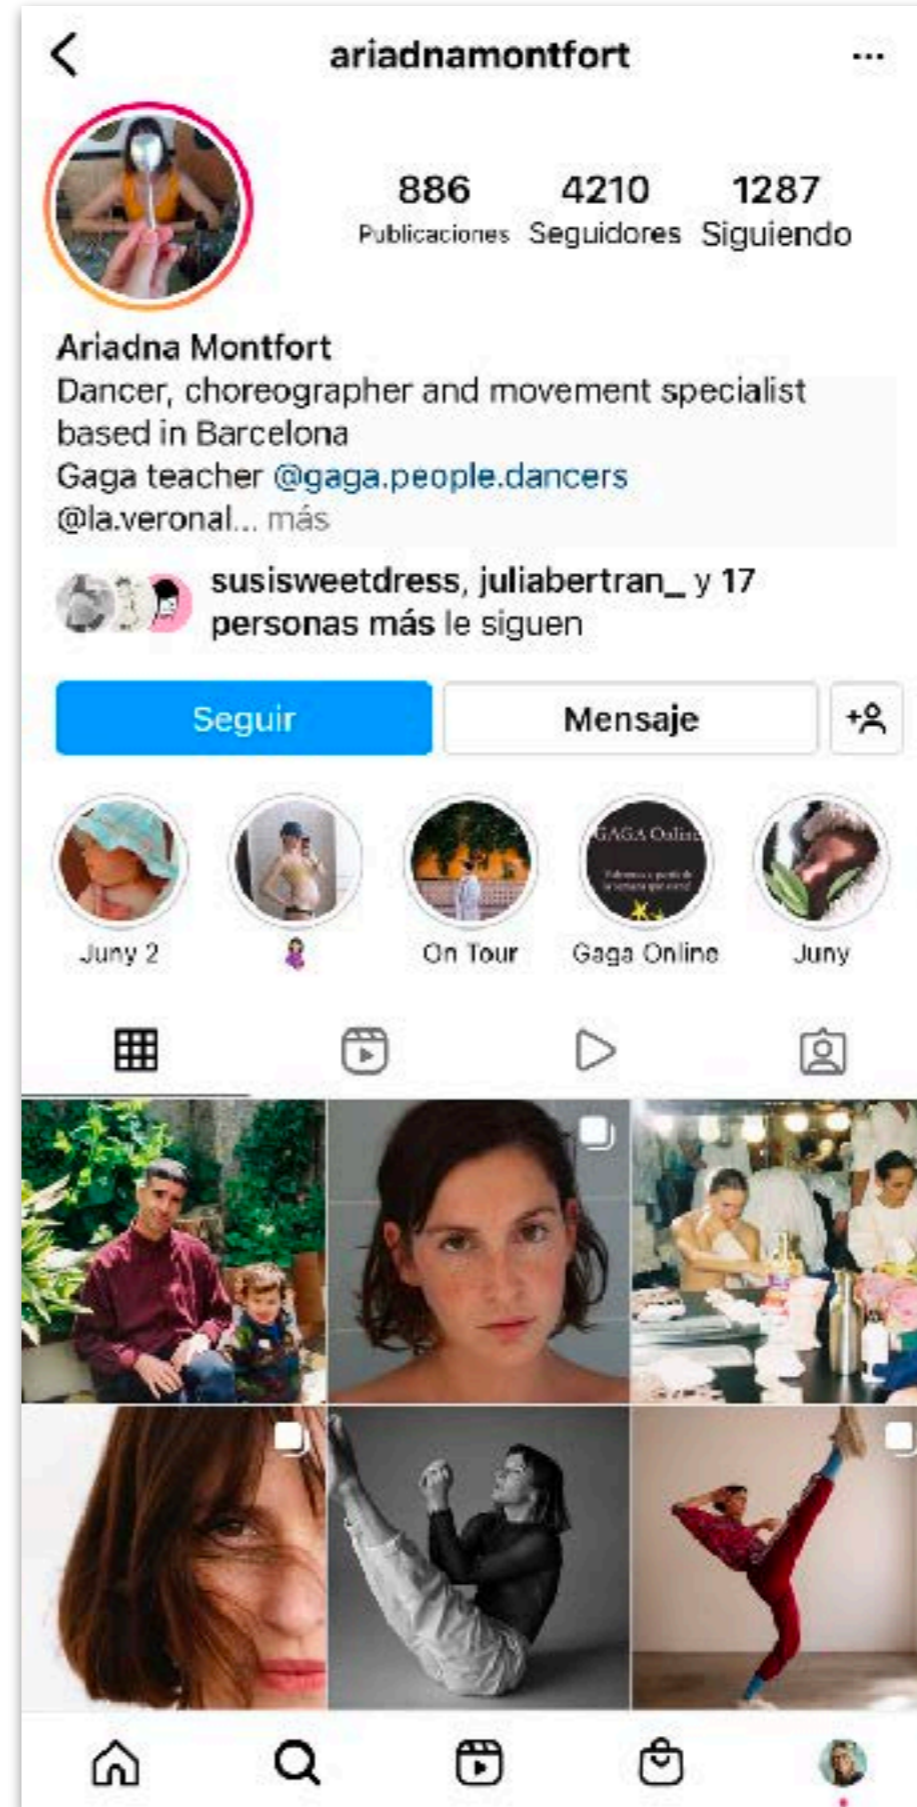 ariadnamontfort
886 4210 1287
Publicaciones Seguidores Siguiendo
Ariadna Montfort
Dancer, choreographer and movement specialist
based in Barcelona
Gaga teacher @gaga.people.dancers
@la.veronal... más
susisweetdress, juliabertran_ y 17
personas más le siguen
Seguir Mensaje
GAGA Online
Juny 2 On Tour Gaga Online Juny